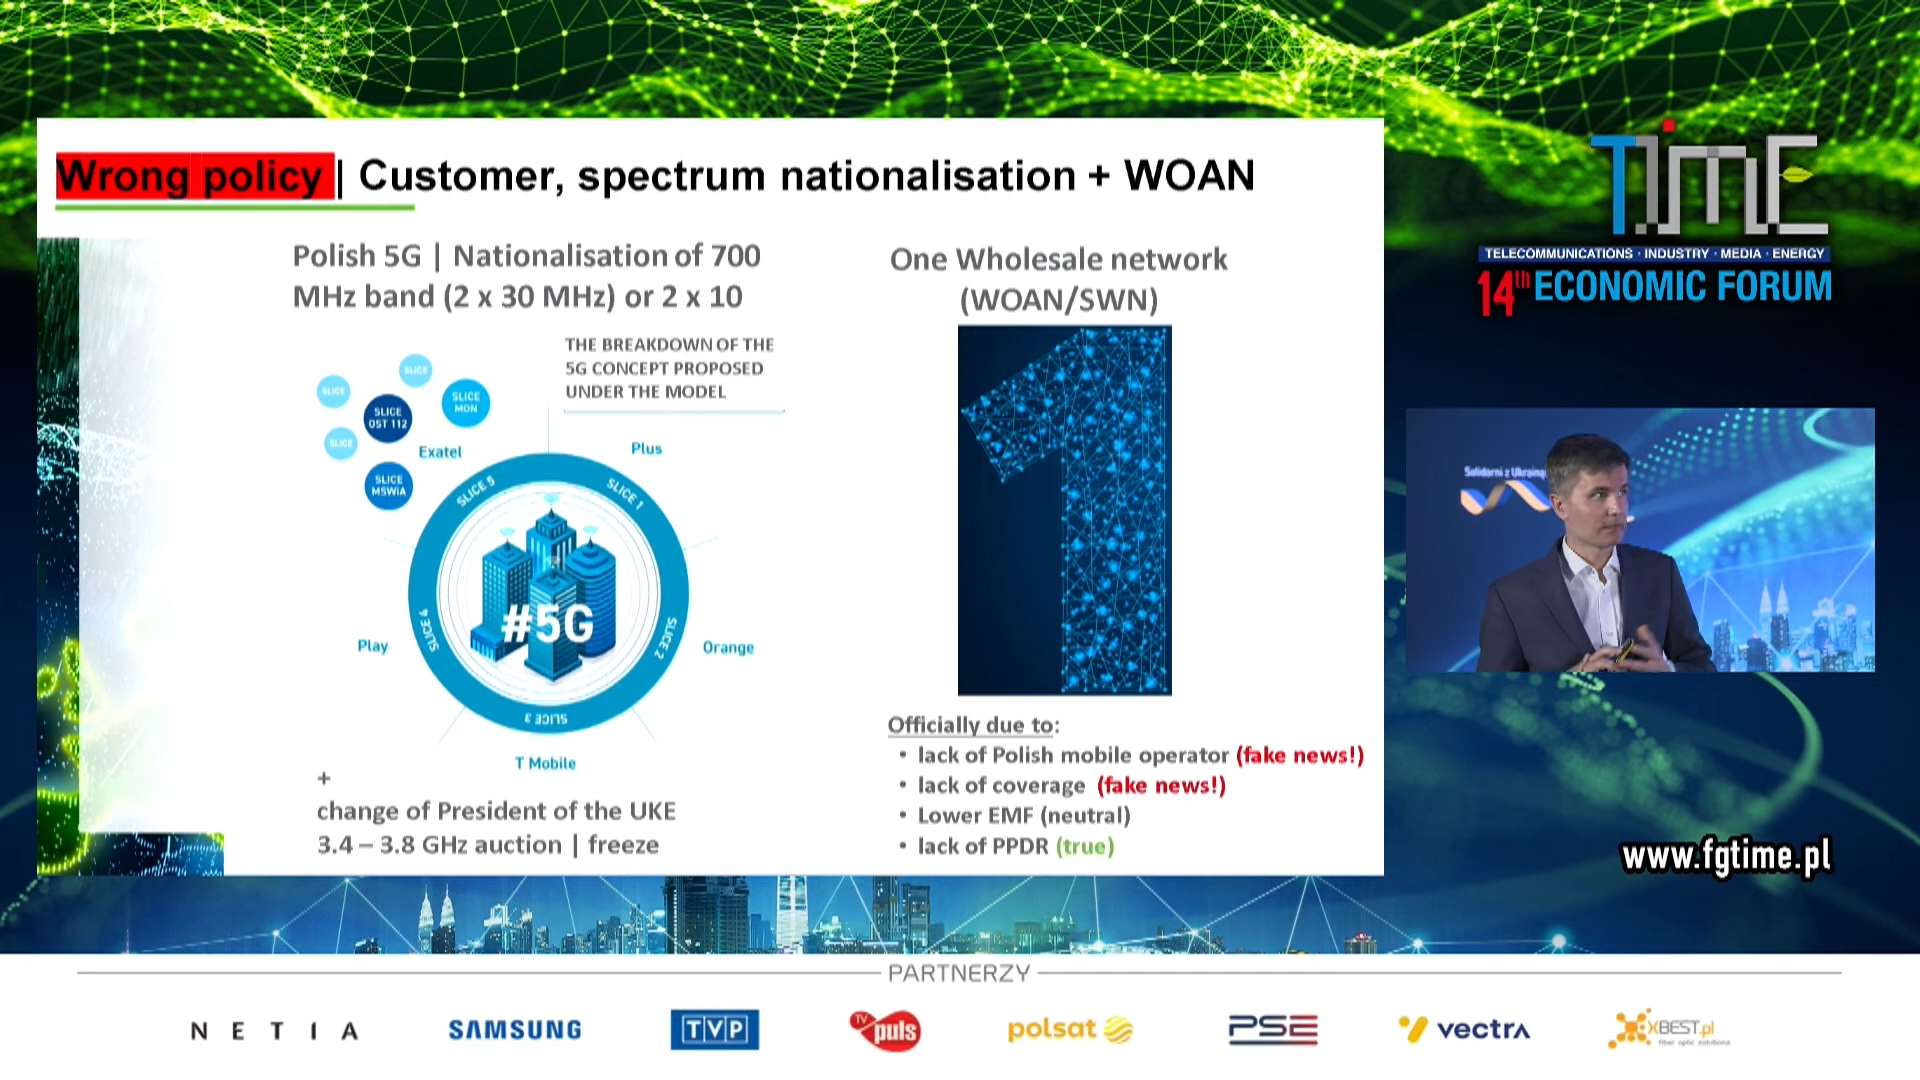 Wrong policy | Customer, spectrum nationalisation + WOAN
Polish 5G | Nationalisation of 700
MHz band (2 x 30 MHz) or 2 x 10
THE BREAKDOWN OF THE
5G CONCEPT PROPOSED
UNDER THE MODEL
SLICE
SLICE
SLICE
MON
SLICE
OST 112
SLICE
Exatel
SLICE
MSWiA
Plus
SLICE 5
SLICE 1
#5G
SLICE 4
SLICE 2
Play
Orange
SLICE 3
T Mobile
+
change of President of the UKE
3.4 – 3.8 GHz auction | freeze
One Wholesale network
(WOAN/SWN)
Officially due to:
• lack of Polish mobile operator (fake news!)
• lack of coverage (fake news!)
• Lower EMF (neutral)
• lack of PPDR (true)
TIME
TELECOMMUNICATIONS · INDUSTRY · MEDIA · ENERGY
14th ECONOMIC FORUM
Solidarni z Ukrainą
www.fgtime.pl
PARTNERZY
NETIA
SAMSUNG
TVP
TV puls
polsat
PSE
vectra
XBEST.pl
fiber optic solutions